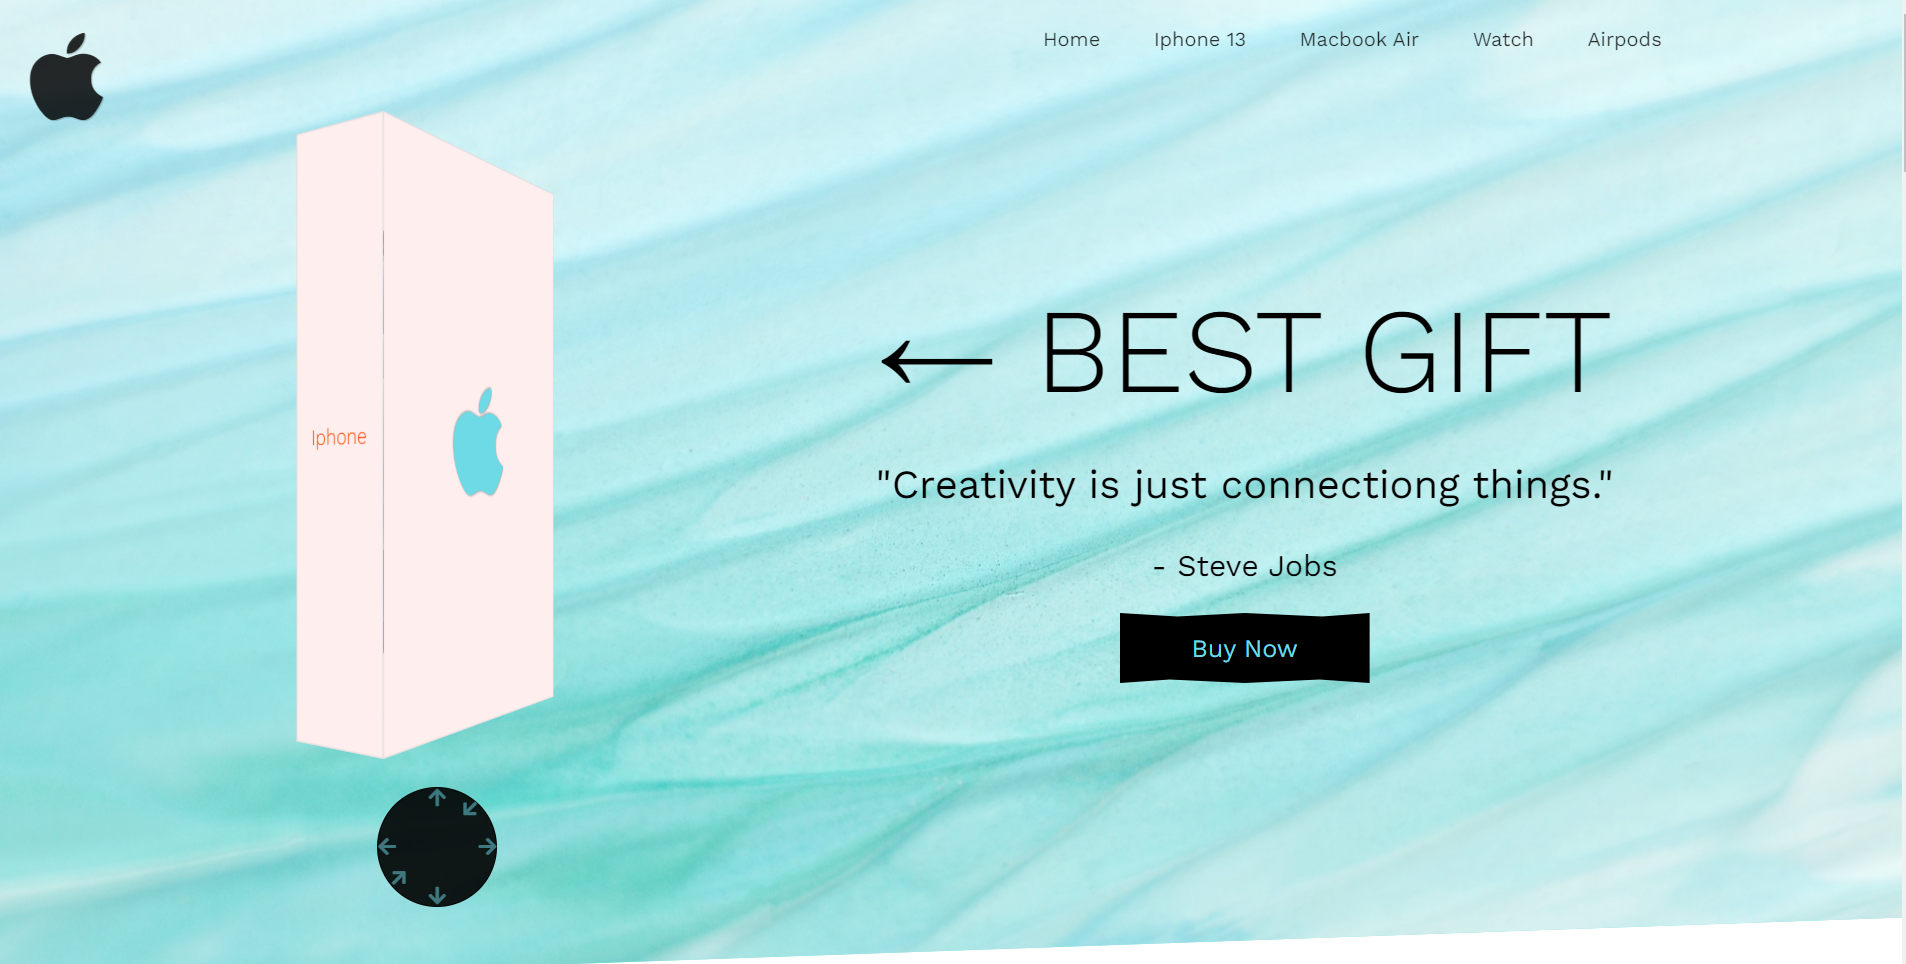 Home Iphone 13 Macbook Air Watch Airpods
← BEST GIFT
Iphone
"Creativity is just connectiong things."
- Steve Jobs
Buy Now